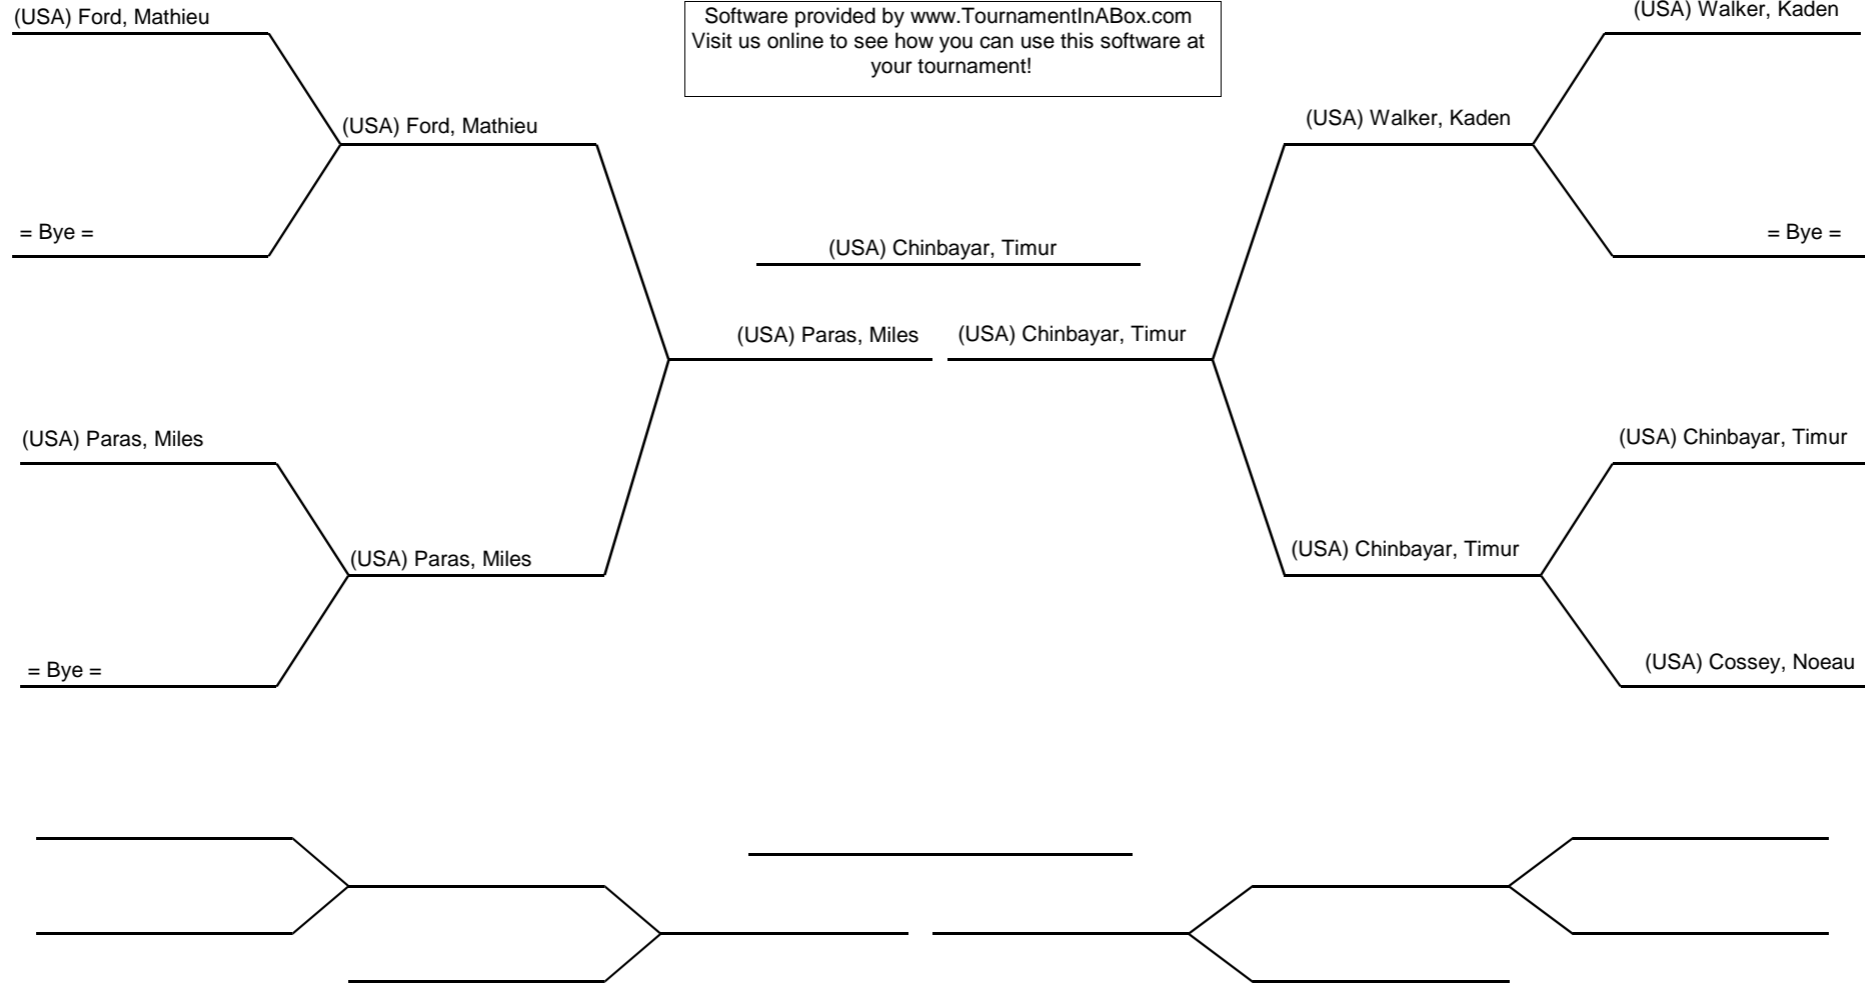 (USA) Ford, Mathieu
Software provided by www.TournamentInABox.com
Visit us online to see how you can use this software at
your tournament!
(USA) Walker, Kaden
(USA) Ford, Mathieu
(USA) Walker, Kaden
= Bye =
(USA) Chinbayar, Timur
= Bye =
(USA) Paras, Miles
(USA) Chinbayar, Timur
(USA) Paras, Miles
(USA) Chinbayar, Timur
(USA) Paras, Miles
(USA) Chinbayar, Timur
= Bye =
(USA) Cossey, Noeau